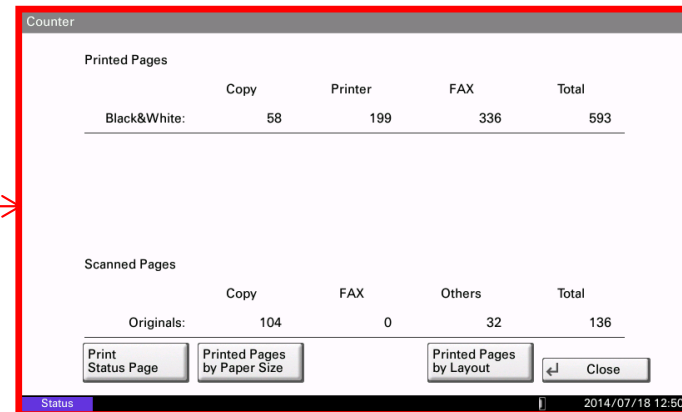 Counter
Printed Pages
Copy Printer FAX Total
Black&White: 58 199 336 593
Scanned Pages
Copy FAX Others Total
Originals: 104 0 32 136
Print
Status Page
Printed Pages
by Paper Size
Printed Pages
by Layout
Close
Status 2014/07/18 12:50